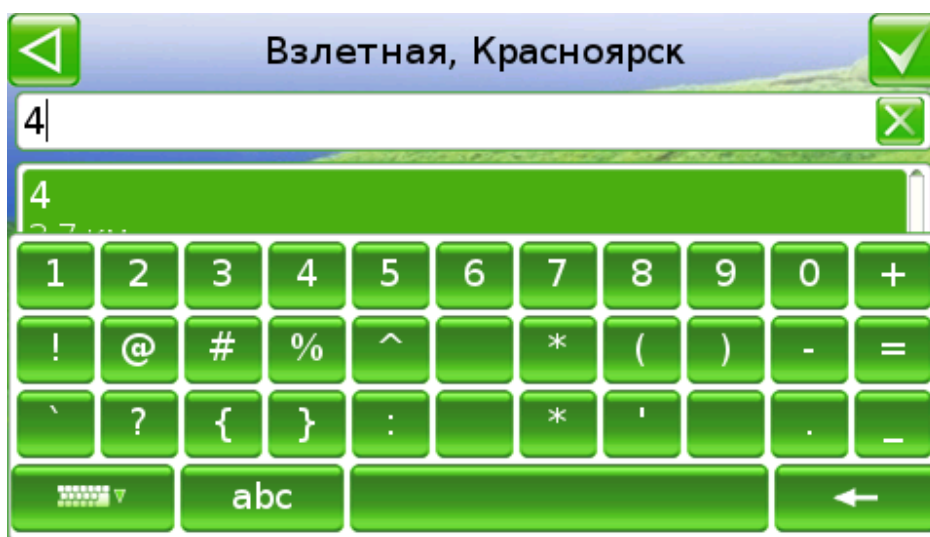 Взлетная, Красноярск
4
4
1 2 3 4 5 6 7 8 9 0 +
! @ # % ^ * ( ) - =
` ? { } : * ' . _
abc